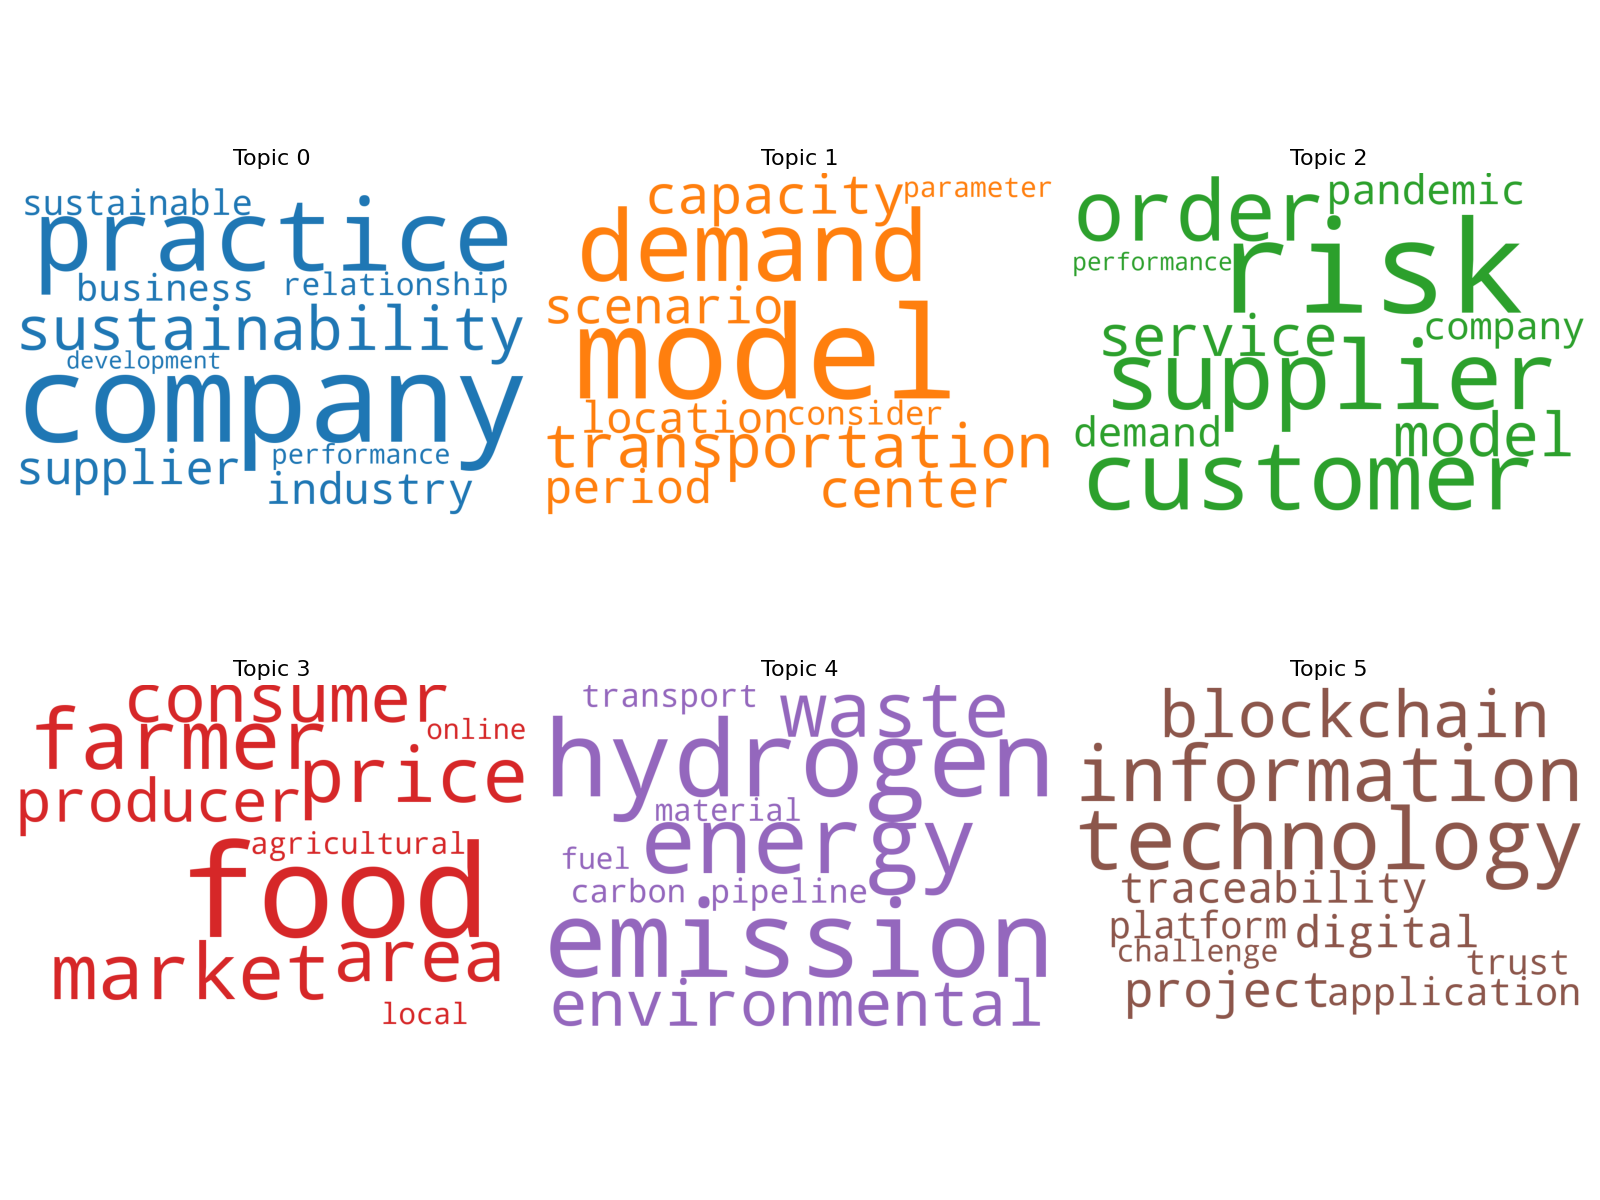 Topic 0
sustainable
practice
business relationship
sustainability
development
company
performance
supplier
industry
Topic 1
capacity parameter
demand
scenario
model
location consider
transportation
period center
Topic 2
order pandemic
risk
performance
service company
supplier
demand model
customer
Topic 3
consumer
farmer online
price
producer
agricultural
food
market area
local
Topic 4
transport waste
hydrogen
material
energy
fuel
carbon pipeline
emission
environmental
Topic 5
blockchain
information
technology
traceability
platform digital
challenge trust
project application